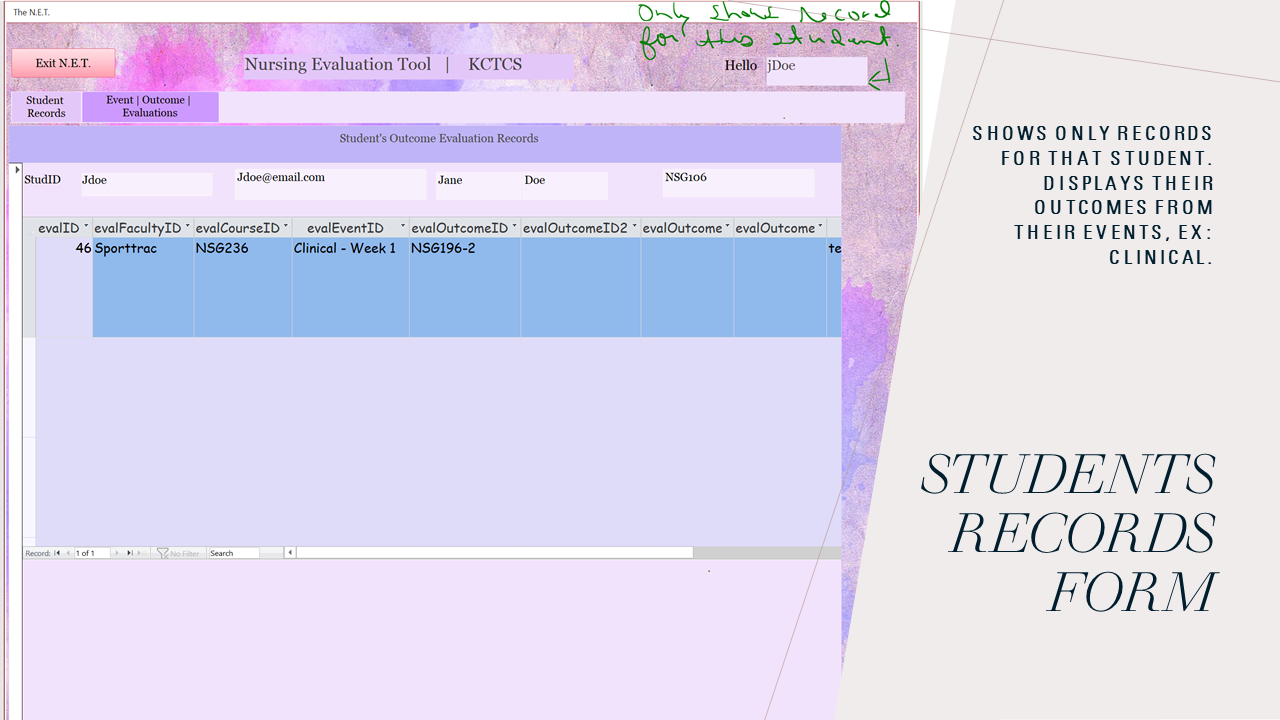 The N.E.T.
Only shows record
for this student.
Exit N.E.T.
Nursing Evaluation Tool | KCTCS
Hello jDoe
Student
Records
Event | Outcome |
Evaluations
Student's Outcome Evaluation Records
StudID Jdoe Jdoe@email.com Jane Doe NSG106
evalID evalFacultyID evalCourseID evalEventID evalOutcomeID evalOutcomeID2 evalOutcome evalOutcome
46 Sporttrac NSG236 Clinical - Week 1 NSG196-2 te
Record: 1 of 1 No Filter Search
SHOWS ONLY RECORDS
FOR THAT STUDENT.
DISPLAYS THEIR
OUTCOMES FROM
THEIR EVENTS, EX:
CLINICAL.
STUDENTS
RECORDS
FORM